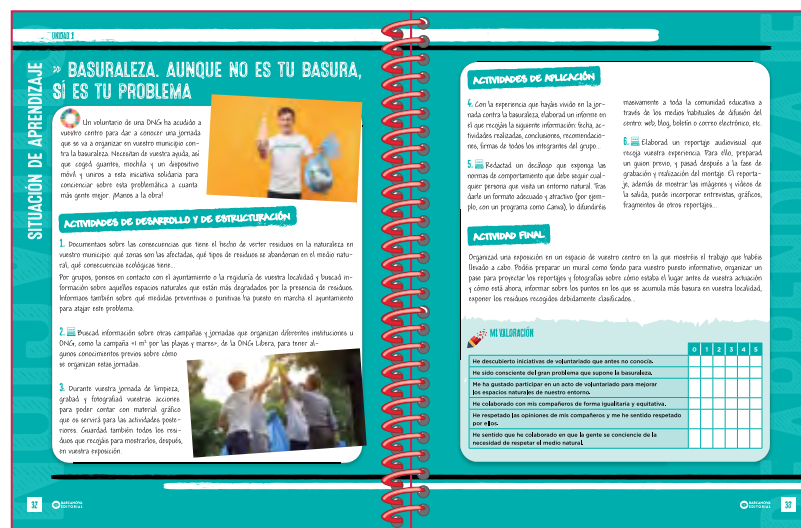 UNIDAD 1
SITUACIÓN DE APRENDIZAJE
» BASURALEZA. AUNQUE NO ES TU BASURA,
SÍ ES TU PROBLEMA
Un voluntario de una ONG ha acudido a
vuestro centro para dar a conocer una jornada
que se va a organizar en vuestro municipio con-
tra la basuraleza. Necesitan de vuestra ayuda, así
que coged guantes, mochila y un dispositivo
móvil y uniros a esta iniciativa solidaria para
concienciar sobre esta problemática a cuanta
más gente mejor. ¡Manos a la obra!
ACTIVIDADES DE DESARROLLO Y DE ESTRUCTURACIÓN
1. Documentaos sobre las consecuencias que tiene el hecho de verter residuos en la naturaleza en
vuestro municipio: qué zonas son las afectadas, qué tipos de residuos se abandonan en el medio natu-
ral, qué consecuencias ecológicas tiene...
Por grupos, poneos en contacto con el ayuntamiento o la regiduría de vuestra localidad y buscad in-
formación sobre aquellos espacios naturales que están más degradados por la presencia de residuos.
Informaos también sobre qué medidas preventivas o punitivas ha puesto en marcha el ayuntamiento
para atajar este problema.
2. Buscad información sobre otras campañas y jornadas que organizan diferentes instituciones u
ONG, como la campaña «1 m² por las playas y mares», de la ONG Libera, para tener al-
gunos conocimientos previos sobre cómo
se organizan estas jornadas.
3. Durante vuestra jornada de limpieza,
grabad y fotografiad vuestras acciones
para poder contar con material gráfico
que os servirá para las actividades poste-
riores. Guardad también todos los resi-
duos que recojáis para mostrarlos, después,
en vuestra exposición.
32
BARCANOVA
EDITORIAL
ACTIVIDADES DE APLICACIÓN
4. Con la experiencia que hayáis vivido en la jor-
nada contra la basuraleza, elaborad un informe en
el que recojáis la siguiente información: fecha, ac-
tividades realizadas, conclusiones, recomendacio-
nes, firmas de todos los integrantes del grupo...
5. Redactad un decálogo que exponga las
normas de comportamiento que debe seguir cual-
quier persona que visita un entorno natural. Tras
darle un formato adecuado y atractivo (por ejem-
plo, con un programa como Canva), lo difundiréis
masivamente a toda la comunidad educativa a
través de los medios habituales de difusión del
centro: web, blog, boletín o correo electrónico, etc.
6. Elaborad un reportaje audiovisual que
recoja vuestra experiencia. Para ello, preparad
un guion previo, y pasad después a la fase de
grabación y realización del montaje. El reporta-
je, además de mostrar las imágenes y vídeos de
la salida, puede incorporar entrevistas, gráficos,
fragmentos de otros reportajes...
ACTIVIDAD FINAL
Organizad una exposición en un espacio de vuestro centro en la que mostréis el trabajo que habéis
llevado a cabo. Podéis preparar un mural como fondo para vuestro puesto informativo, organizar un
pase para proyectar los reportajes y fotografías sobre cómo estaba el lugar antes de vuestra actuación
y cómo está ahora, informar sobre los puntos en los que se acumula más basura en vuestra localidad,
exponer los residuos recogidos debidamente clasificados...
MI VALORACIÓN
0 1 2 3 4 5
He descubierto iniciativas de voluntariado que antes no conocía.
He sido consciente del gran problema que supone la basuraleza.
Me ha gustado participar en un acto de voluntariado para mejorar
los espacios naturales de nuestro entorno.
He colaborado con mis compañeros de forma igualitaria y equitativa.
He respetado las opiniones de mis compañeros y me he sentido respetado
por ellos.
He sentido que he colaborado en que la gente se conciencie de la
necesidad de respetar el medio natural.
BARCANOVA
EDITORIAL
33